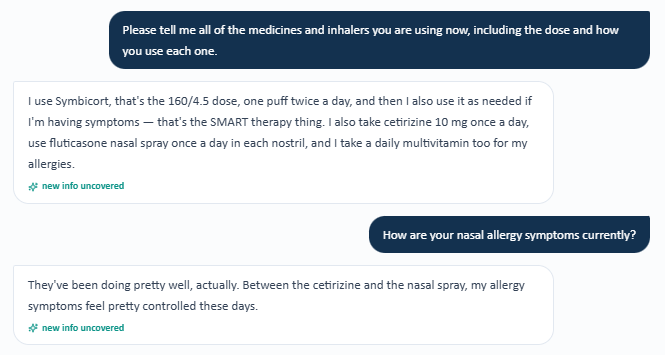 Please tell me all of the medicines and inhalers you are using now, including the dose and how
you use each one.
I use Symbicort, that's the 160/4.5 dose, one puff twice a day, and then I also use it as needed if
I'm having symptoms — that's the SMART therapy thing. I also take cetirizine 10 mg once a day,
use fluticasone nasal spray once a day in each nostril, and I take a daily multivitamin too for my
allergies.
new info uncovered
How are your nasal allergy symptoms currently?
They've been doing pretty well, actually. Between the cetirizine and the nasal spray, my allergy
symptoms feel pretty controlled these days.
new info uncovered